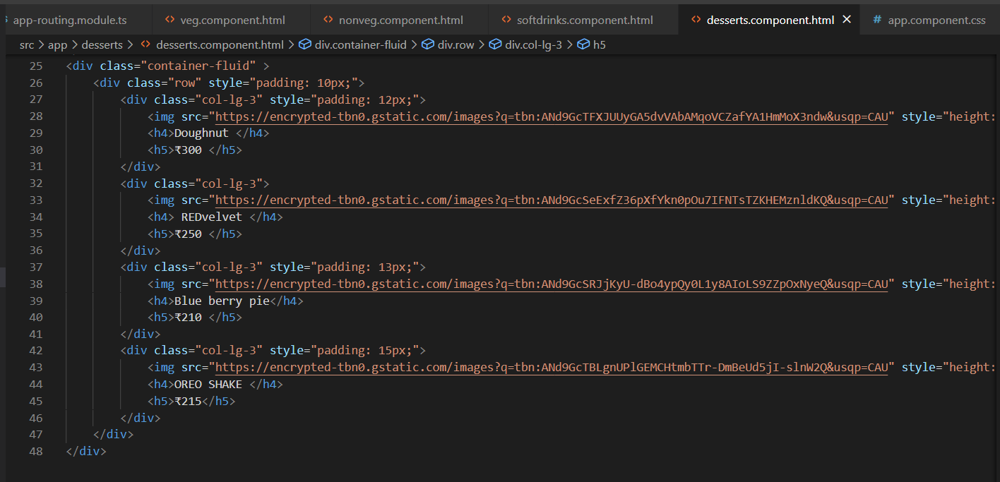 app-routing.module.ts veg.component.html nonveg.component.html softdrinks.component.html desserts.component.html # app.component.css
src > app > desserts > desserts.component.html > div.container-fluid > div.row > div.col-lg-3 > h5
25 <div class="container-fluid" >
26 <div class="row" style="padding: 10px;">
27 <div class="col-lg-3" style="padding: 12px;">
28 <img src="https://encrypted-tbn0.gstatic.com/images?q=tbn:ANd9GcTFXJUUyGA5dvVAbAMqoVCZafYA1HmMoX3ndw&usqp=CAU" style="height:
29 <h4>Doughnut </h4>
30 <h5>₹300 </h5>
31 </div>
32 <div class="col-lg-3">
33 <img src="https://encrypted-tbn0.gstatic.com/images?q=tbn:ANd9GcSeExfZ36pXfYkn0pOu7IFNTsTZKHEMznldKQ&usqp=CAU" style="height:
34 <h4> REDvelvet </h4>
35 <h5>₹250 </h5>
36 </div>
37 <div class="col-lg-3" style="padding: 13px;">
38 <img src="https://encrypted-tbn0.gstatic.com/images?q=tbn:ANd9GcSRJjKyU-dBo4ypQy0L1y8AIoLS9ZZpOxNyeQ&usqp=CAU" style="height:
39 <h4>Blue berry pie</h4>
40 <h5>₹210 </h5>
41 </div>
42 <div class="col-lg-3" style="padding: 15px;">
43 <img src="https://encrypted-tbn0.gstatic.com/images?q=tbn:ANd9GcTBLgnUPlGEMCHtmbTTr-DmBeUd5jI-slnW2Q&usqp=CAU" style="height:
44 <h4>OREO SHAKE </h4>
45 <h5>₹215</h5>
46 </div>
47 </div>
48 </div>